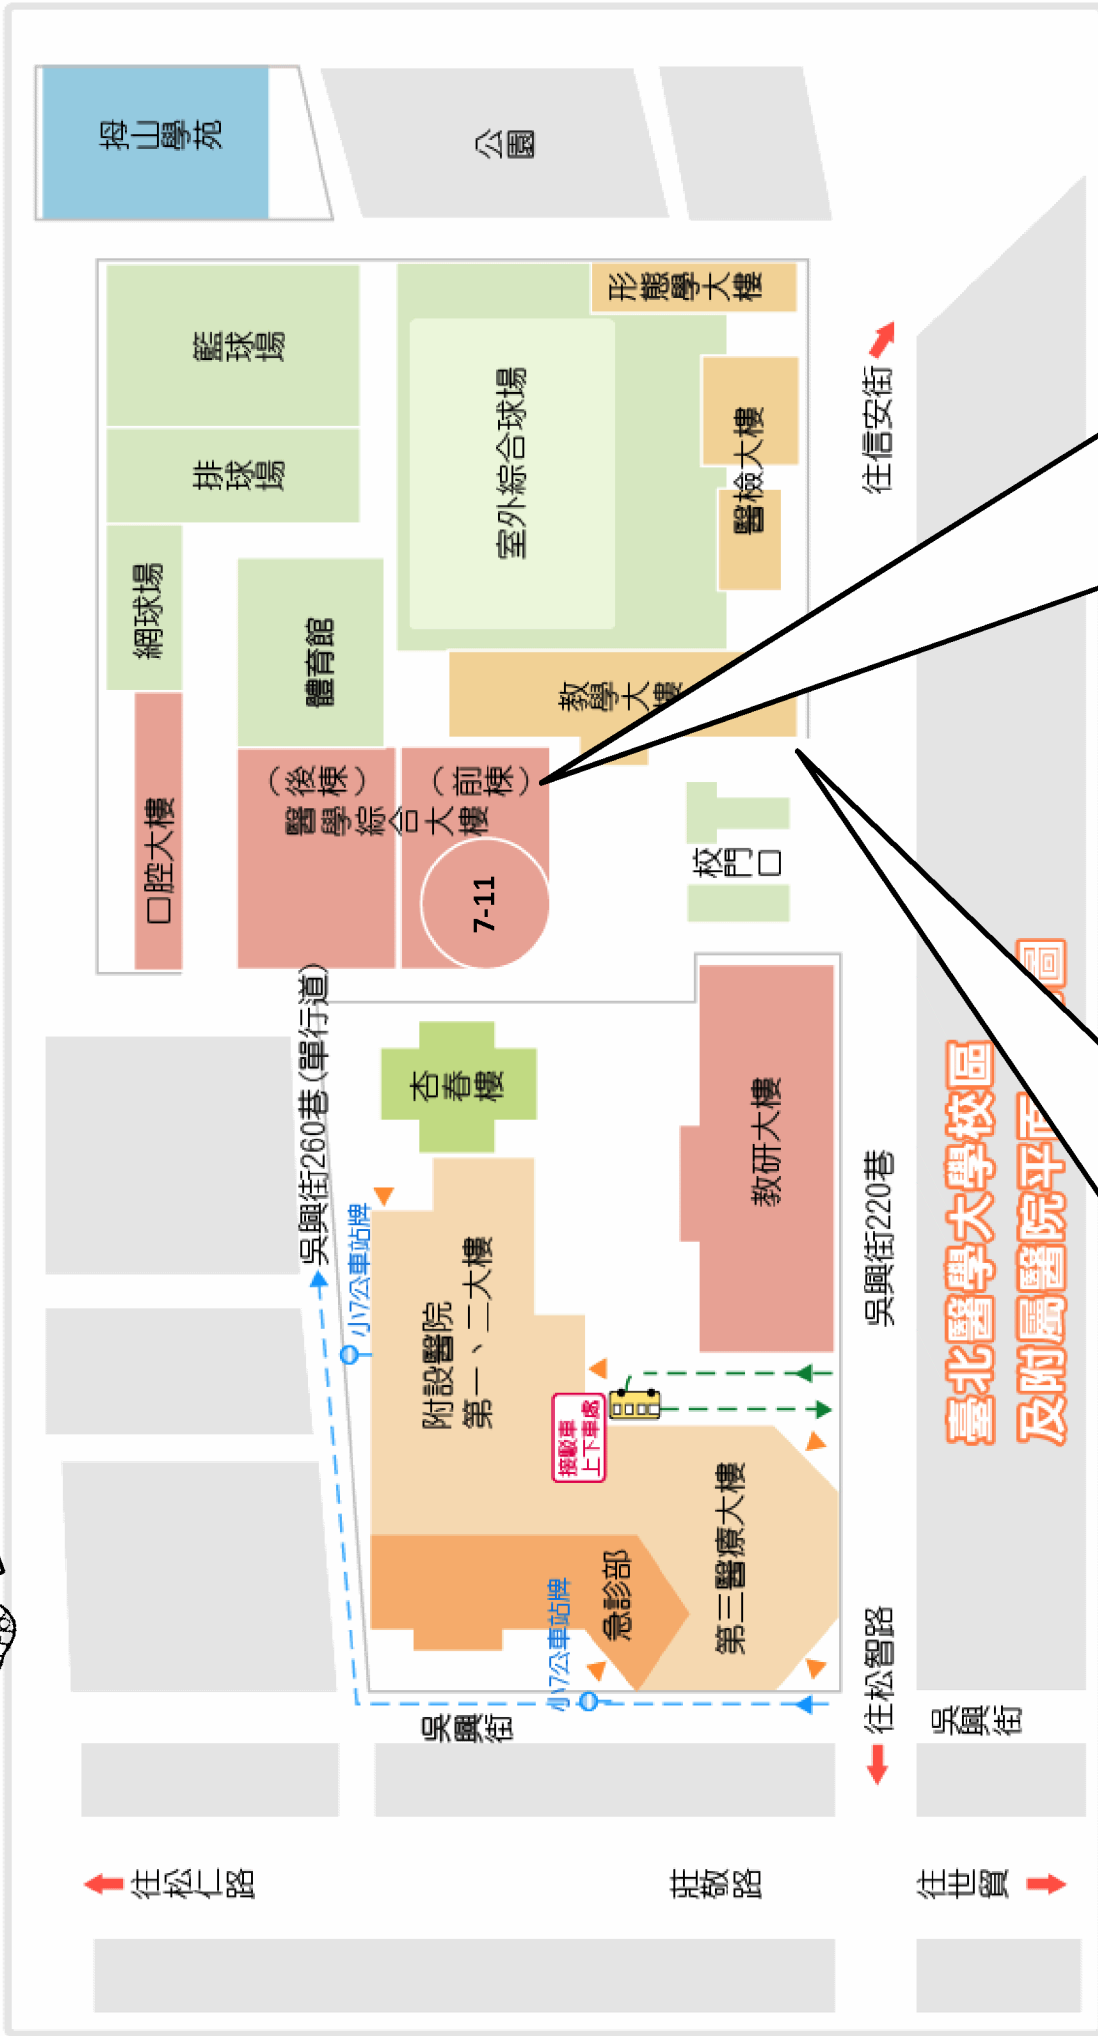 往松仁路
莊敬路
往世貿
吳興街
吳興街
往松智路
小7公車站牌
急診部
第三醫療大樓
接駁車
上下車處
附設醫院
第一、二大樓
小7公車站牌
吳興街260巷(單行道)
杏春樓
教研大樓
吳興街220巷
臺北醫學大學校區
及附屬醫院平面圖
口腔大樓
(後棟)
醫學綜合大樓
(前棟)
7-11
校門口
網球場
體育館
教學大樓
排球場
籃球場
室外綜合球場
醫檢大樓
形態學大樓
往信安街
拇山學苑
公園